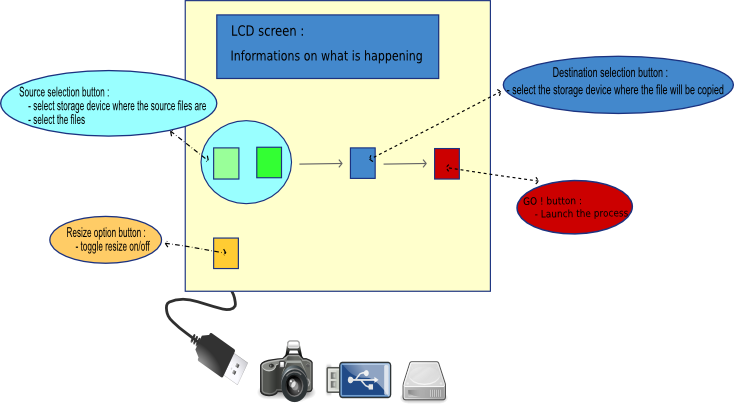 LCD screen :
Informations on what is happening
Source selection button :
- select storage device where the source files are
- select the files
Destination selection button :
- select the storage device where the file will be copied
GO ! button :
- Launch the process
Resize option button :
- toggle resize on/off